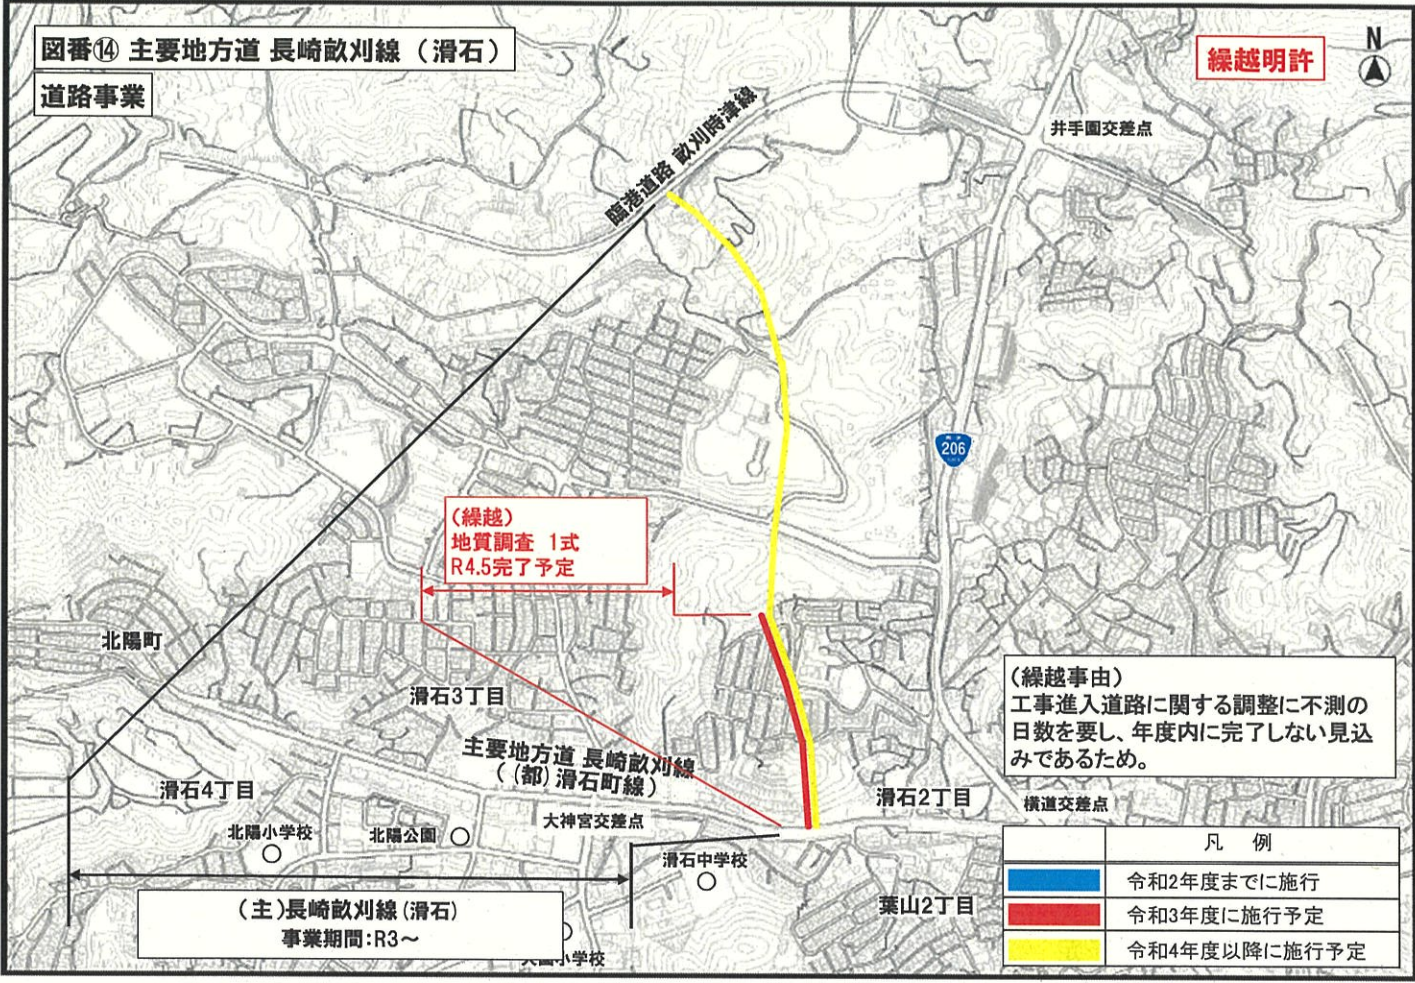 図番⑭ 主要地方道 長崎畝刈線（滑石）
道路事業
繰越明許
N
臨港道路 畝刈時津線
井手園交差点
206
（繰越）
地質調査 1式
R4.5完了予定
北陽町
滑石3丁目
主要地方道 長崎畝刈線
（（都）滑石町線）
（繰越事由）
工事進入道路に関する調整に不測の
日数を要し、年度内に完了しない見込
みであるため。
滑石4丁目
滑石2丁目
横道交差点
北陽小学校
北陽公園
大神宮交差点
滑石中学校
葉山2丁目
（主）長崎畝刈線（滑石）
事業期間：R3～
小学校
凡 例
令和2年度までに施行
令和3年度に施行予定
令和4年度以降に施行予定